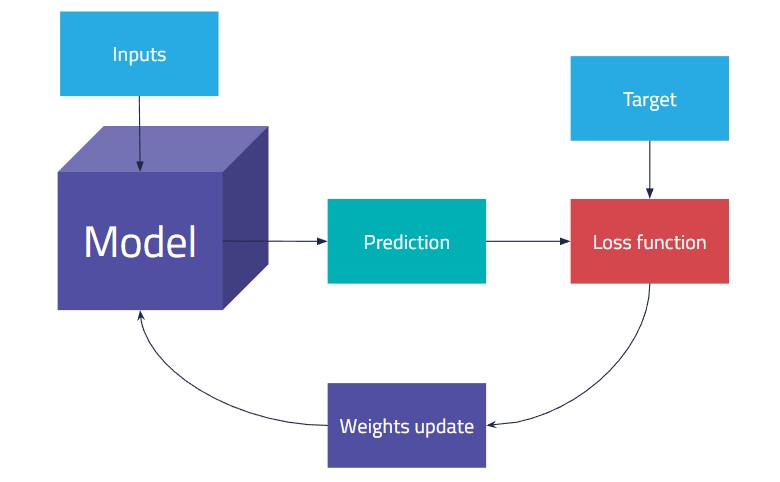 Inputs
Target
Model
Prediction
Loss function
Weights update